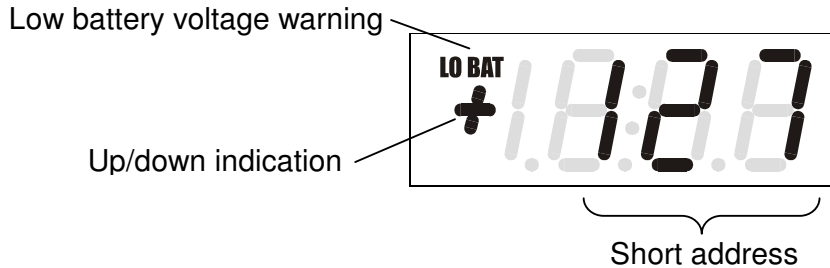 Low battery voltage warning
LO BAT
+127
Up/down indication
Short address